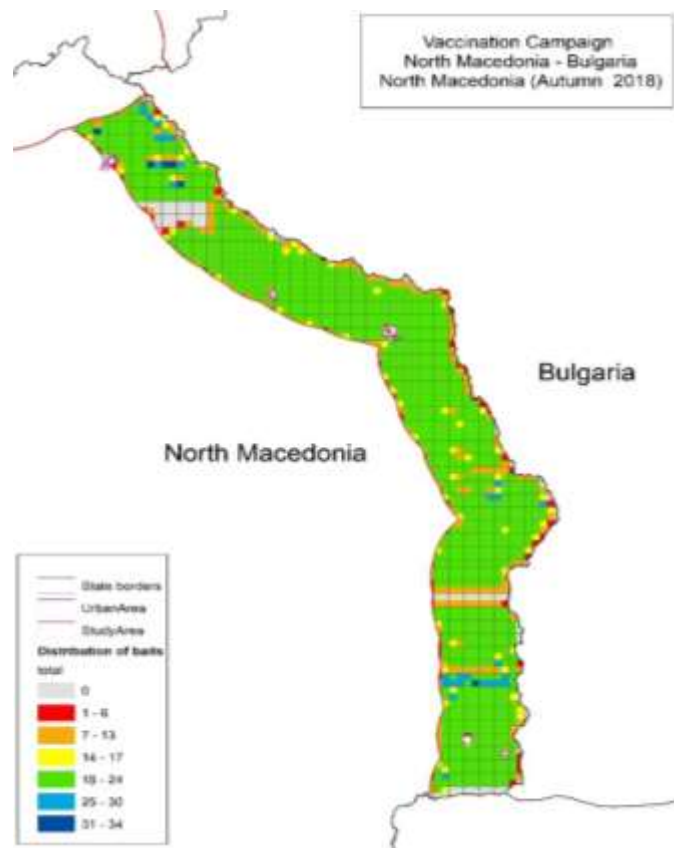 Vaccination Campaign
North Macedonia - Bulgaria
North Macedonia (Autumn 2018)
Bulgaria
North Macedonia
State borders
UrbanArea
StudyArea
Distribution of baits
total
0
1 - 6
7 - 13
14 - 17
18 - 24
25 - 30
31 - 34